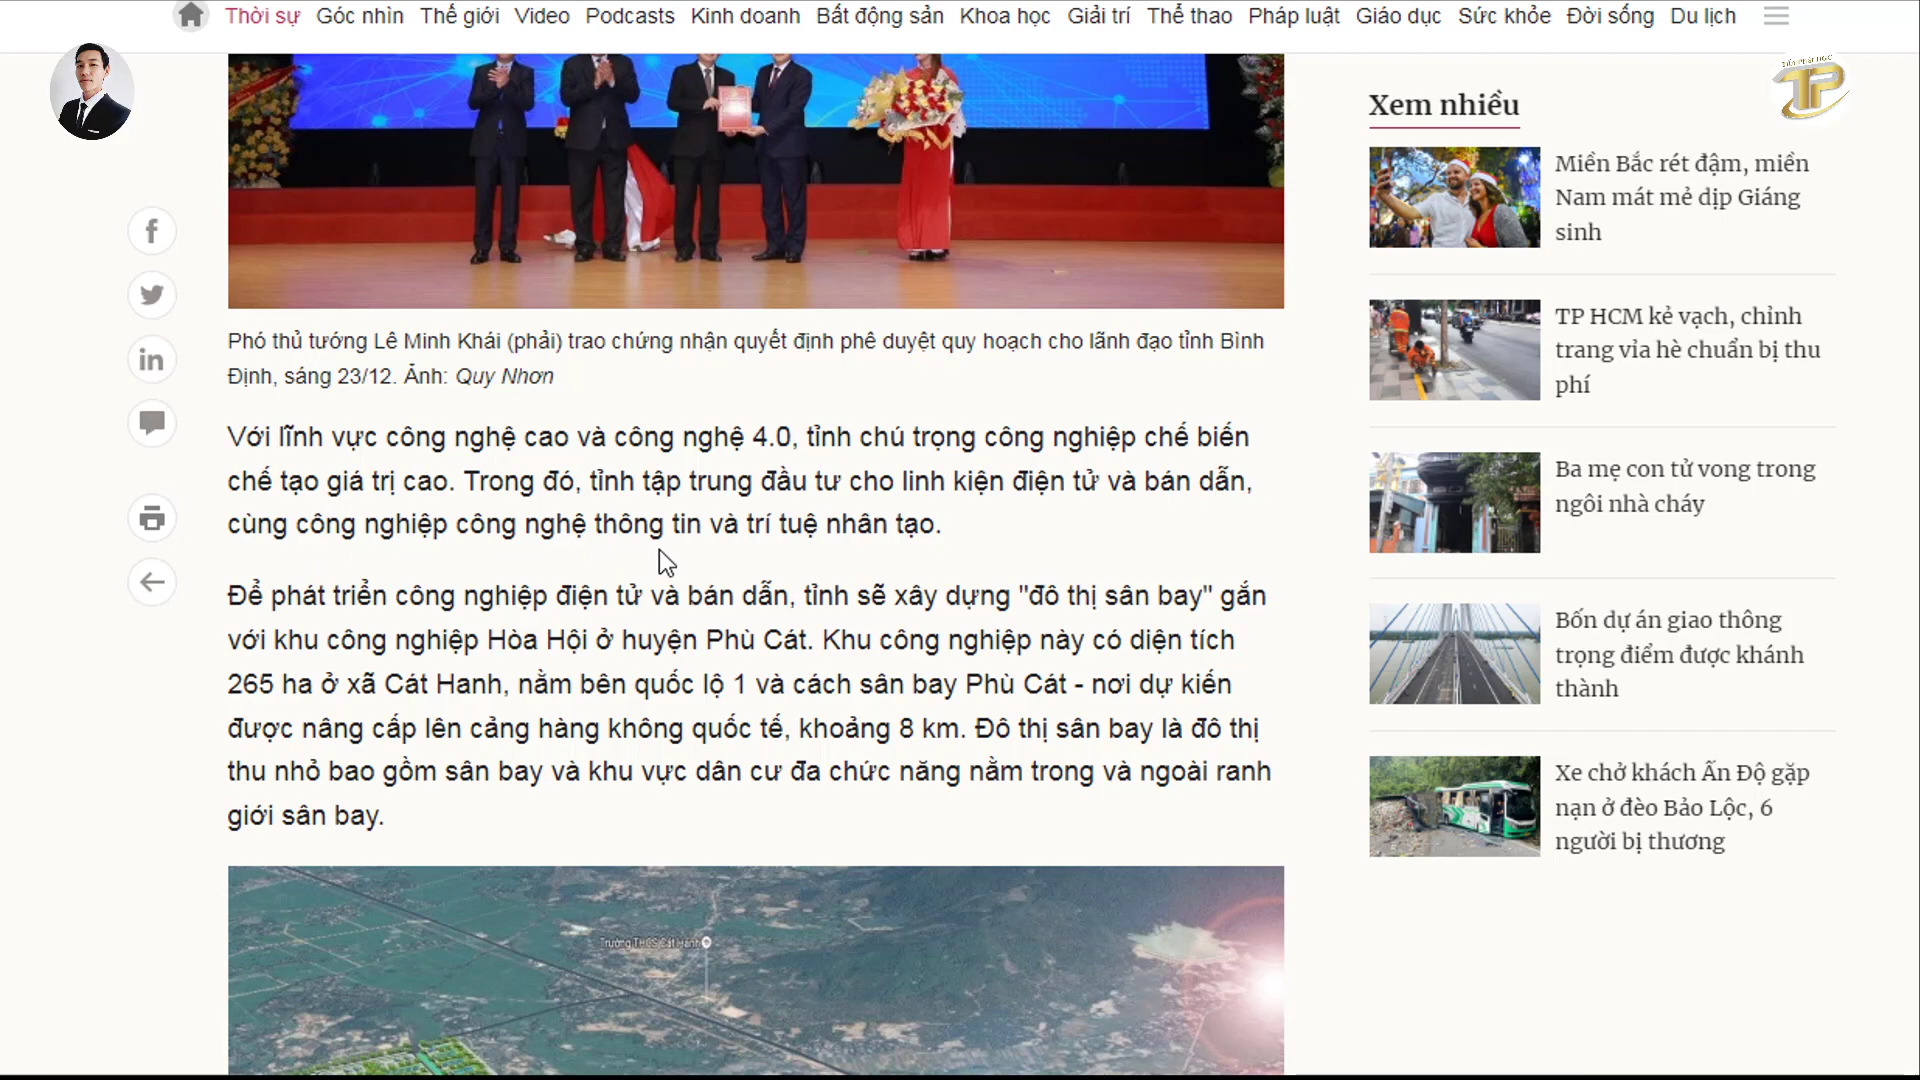 Thời sự Góc nhìn Thế giới Video Podcasts Kinh doanh Bất động sản Khoa học Giải trí Thể thao Pháp luật Giáo dục Sức khỏe Đời sống Du lịch
Phó thủ tướng Lê Minh Khái (phải) trao chứng nhận quyết định phê duyệt quy hoạch cho lãnh đạo tỉnh Bình
Định, sáng 23/12. Ảnh: Quy Nhơn
Với lĩnh vực công nghệ cao và công nghệ 4.0, tỉnh chú trọng công nghiệp chế biến
chế tạo giá trị cao. Trong đó, tỉnh tập trung đầu tư cho linh kiện điện tử và bán dẫn,
cùng công nghiệp công nghệ thông tin và trí tuệ nhân tạo.
Để phát triển công nghiệp điện tử và bán dẫn, tỉnh sẽ xây dựng "đô thị sân bay" gắn
với khu công nghiệp Hòa Hội ở huyện Phù Cát. Khu công nghiệp này có diện tích
265 ha ở xã Cát Hanh, nằm bên quốc lộ 1 và cách sân bay Phù Cát - nơi dự kiến
được nâng cấp lên cảng hàng không quốc tế, khoảng 8 km. Đô thị sân bay là đô thị
thu nhỏ bao gồm sân bay và khu vực dân cư đa chức năng nằm trong và ngoài ranh
giới sân bay.
Trường THCS Cát Hanh
TP
Xem nhiều
Miền Bắc rét đậm, miền
Nam mát mẻ dịp Giáng
sinh
TP HCM kẻ vạch, chỉnh
trang vỉa hè chuẩn bị thu
phí
Ba mẹ con tử vong trong
ngôi nhà cháy
Bốn dự án giao thông
trọng điểm được khánh
thành
Xe chở khách Ấn Độ gặp
nạn ở đèo Bảo Lộc, 6
người bị thương